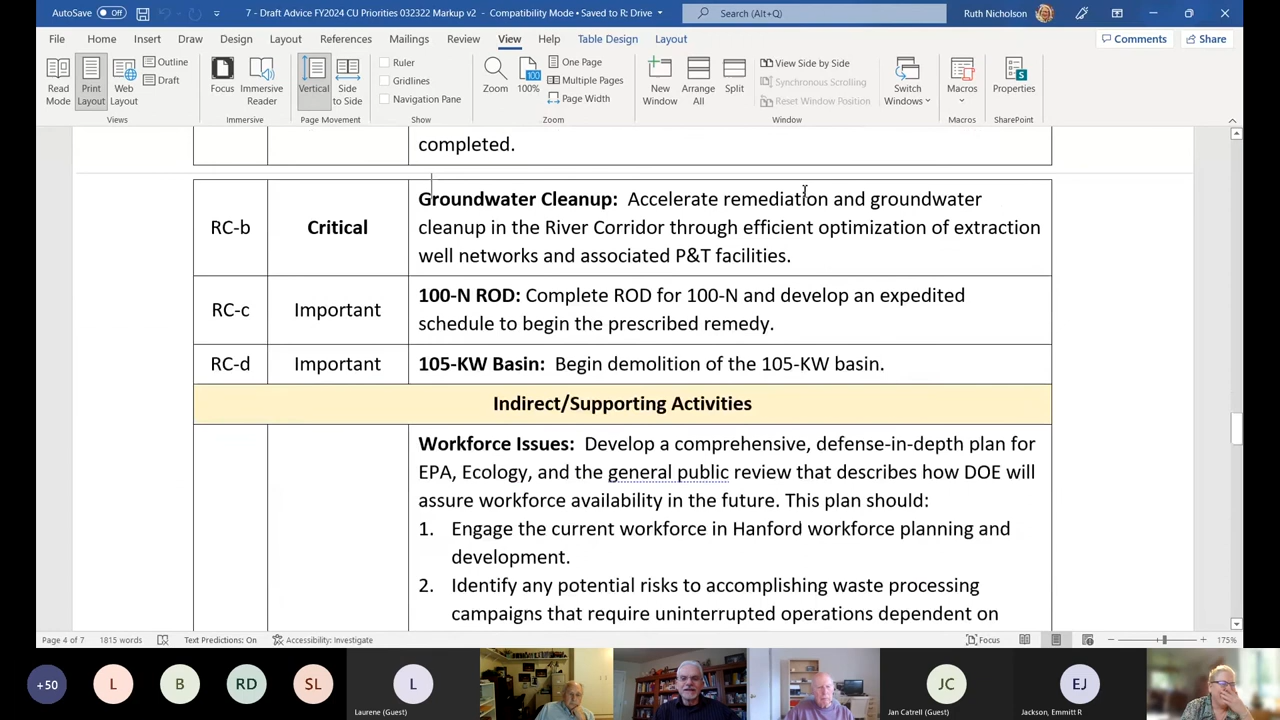 AutoSave Off 7 - Draft Advice FY2024 CU Priorities 032322 Markup v2 - Compatibility Mode • Saved to R: Drive Search (Alt+Q) Ruth Nicholson
File Home Insert Draw Design Layout References Mailings Review View Help Table Design Layout Comments Share
Read Mode
Print Layout
Web Layout
Outline
Draft
Views
Focus
Immersive Reader
Immersive
Vertical
Side to Side
Page Movement
Ruler
Gridlines
Navigation Pane
Show
Zoom
100
100%
One Page
Multiple Pages
Page Width
Zoom
New Window
Arrange All
Split
View Side by Side
Synchronous Scrolling
Reset Window Position
Switch Windows
Window
Macros
Macros
Properties
SharePoint
completed.
RC-b Critical Groundwater Cleanup: Accelerate remediation and groundwater
cleanup in the River Corridor through efficient optimization of extraction
well networks and associated P&T facilities.
RC-c Important 100-N ROD: Complete ROD for 100-N and develop an expedited
schedule to begin the prescribed remedy.
RC-d Important 105-KW Basin: Begin demolition of the 105-KW basin.
Indirect/Supporting Activities
Workforce Issues: Develop a comprehensive, defense-in-depth plan for
EPA, Ecology, and the general public review that describes how DOE will
assure workforce availability in the future. This plan should:
1. Engage the current workforce in Hanford workforce planning and
development.
2. Identify any potential risks to accomplishing waste processing
campaigns that require uninterrupted operations dependent on
Page 4 of 7 1815 words Text Predictions: On Accessibility: Investigate Focus 175%
+50 L B RD SL L JC EJ
Laurene (Guest) Jan Catrell (Guest) Jackson, Emmitt R